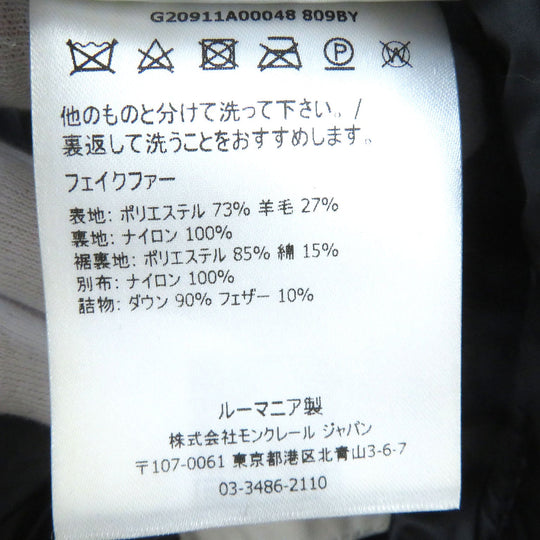 G20911A00048 809BY
他のものと分けて洗って下さい。/
裏返して洗うことをおすすめします。
フェイクファー
表地: ポリエステル 73% 羊毛 27%
裏地: ナイロン 100%
裾裏地: ポリエステル 85% 綿 15%
別布: ナイロン 100%
詰物: ダウン 90% フェザー 10%
ルーマニア製
株式会社モンクレール ジャパン
〒107-0061 東京都港区北青山3-6-7
03-3486-2110